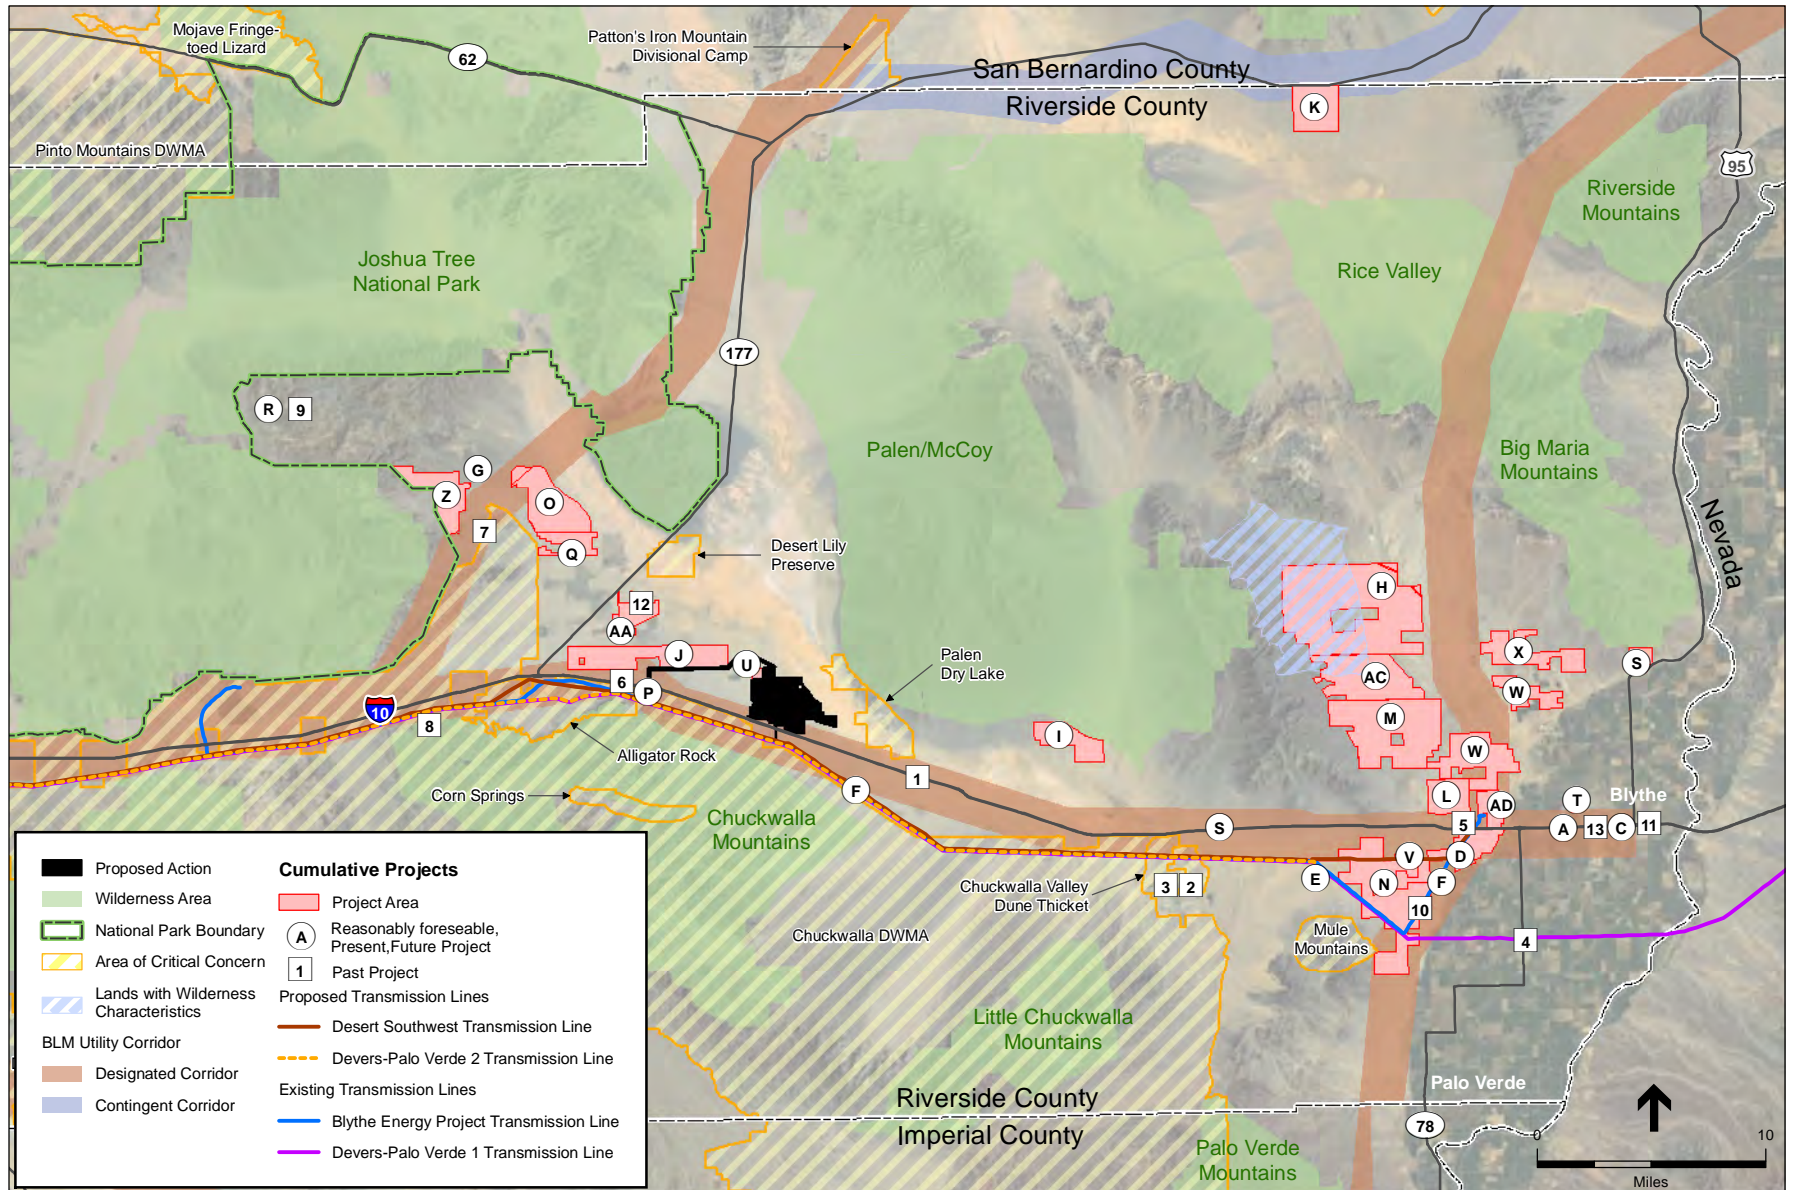 Mojave Fringe-
toed Lizard
62
Patton's Iron Mountain
Divisional Camp
San Bernardino County
Riverside County
K
Pinto Mountains DWMA
95
Riverside
Mountains
Joshua Tree
National Park
Rice Valley
177
R
9
Palen/McCoy
Big Maria
Mountains
G
Z
O
7
Q
Nevada
Desert Lily
Preserve
H
12
AA
J
U
X
S
Palen
Dry Lake
6
P
AC
W
10
8
M
I
W
Alligator Rock
1
F
Corn Springs
L
AD
T
Blythe
Chuckwalla
Mountains
S
5
A
13
C
11
V
D
E
N
F
3
2
Chuckwalla Valley
Dune Thicket
10
Chuckwalla DWMA
Mule
Mountains
4
Little Chuckwalla
Mountains
Palo Verde
Riverside County
Imperial County
78
Palo Verde
Mountains
0
10
Miles
Proposed Action
Wilderness Area
National Park Boundary
Area of Critical Concern
Lands with Wilderness
Characteristics
BLM Utility Corridor
Designated Corridor
Contingent Corridor
Cumulative Projects
Project Area
A
Reasonably foreseeable,
Present,Future Project
1
Past Project
Proposed Transmission Lines
Desert Southwest Transmission Line
Devers-Palo Verde 2 Transmission Line
Existing Transmission Lines
Blythe Energy Project Transmission Line
Devers-Palo Verde 1 Transmission Line